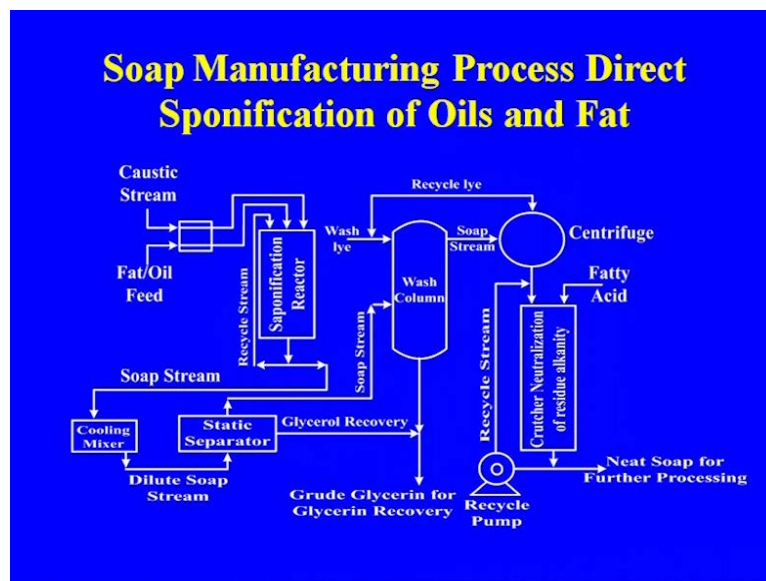 Soap Manufacturing Process Direct
Sponification of Oils and Fat
Caustic
Stream
Fat/Oil
Feed
Recycle Stream
Saponification
Reactor
Recycle lye
Wash
lye
Wash
Column
Soap
Stream
Centrifuge
Fatty
Acid
Soap Stream
Soap Stream
Recycle Stream
Crutcher Neutralization
of residue alkanity
Cooling
Mixer
Static
Separator
Glycerol Recovery
Dilute Soap
Stream
Grude Glycerin for
Glycerin Recovery
Recycle
Pump
Neat Soap for
Further Processing